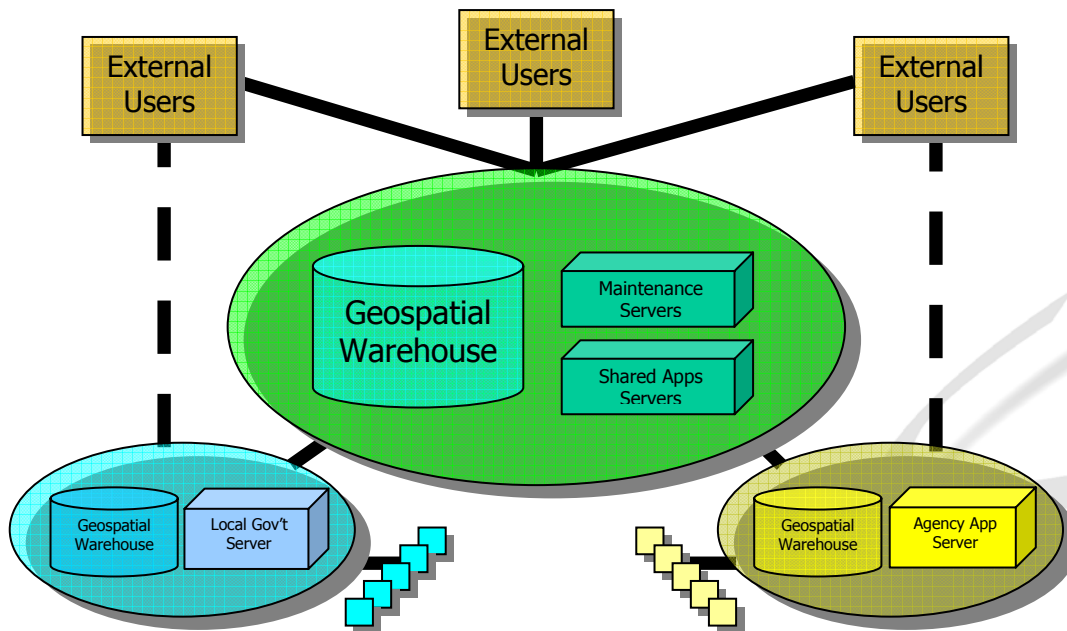 External
Users
External
Users
External
Users
Geospatial
Warehouse
Maintenance
Servers
Shared Apps
Servers
Geospatial
Warehouse
Local Gov't
Server
Geospatial
Warehouse
Agency App
Server